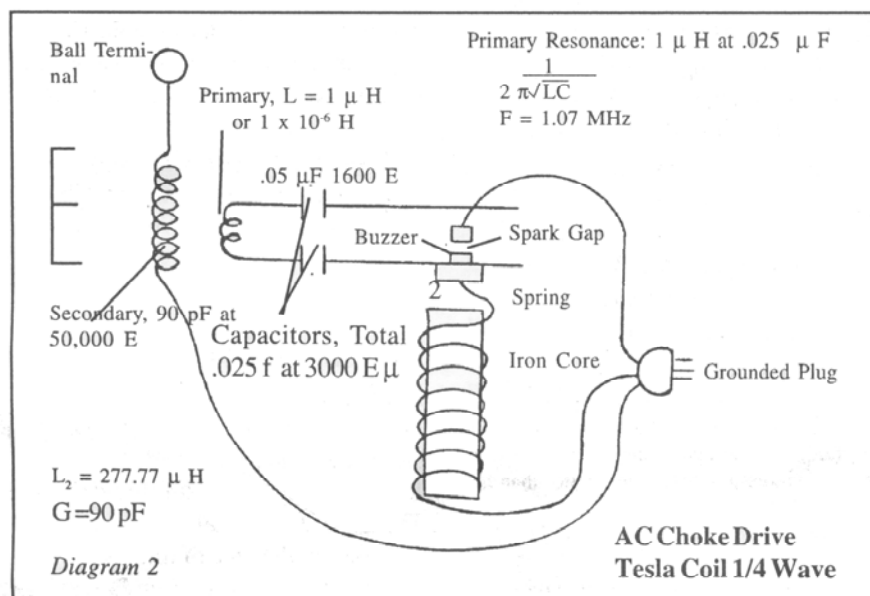 Ball Termi-
nal
Primary Resonance: 1 μ H at .025 μ F
1
2 π√LC
F = 1.07 MHz
Primary, L = 1 μ H
or 1 x 10⁻⁶ H
.05 μF 1600 E
Buzzer
Spark Gap
2
Spring
Secondary, 90 pF at
50,000 E
Capacitors, Total
.025 f at 3000 E μ
Iron Core
Grounded Plug
L₂ = 277.77 μ H
G=90 pF
Diagram 2
AC Choke Drive
Tesla Coil 1/4 Wave